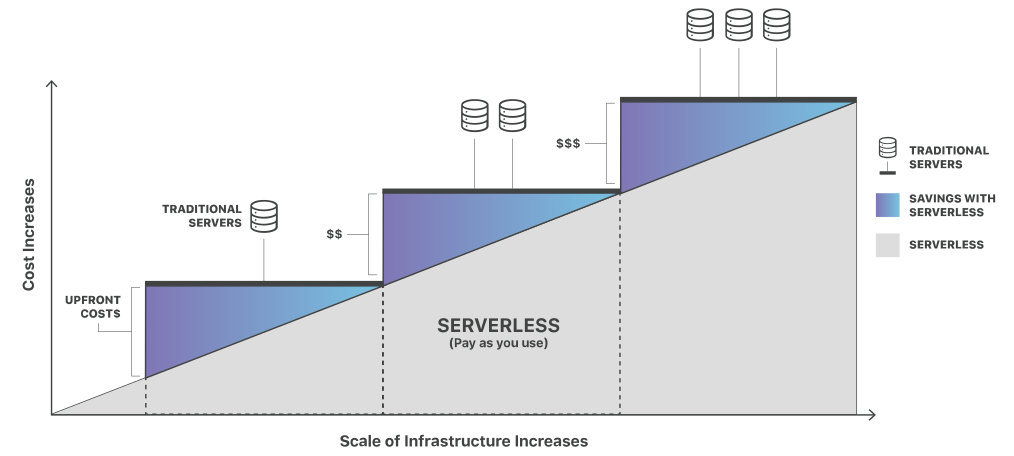 $$$
TRADITIONAL
SERVERS
SAVINGS WITH
SERVERLESS
SERVERLESS
TRADITIONAL
SERVERS
$$
UPFRONT
COSTS
SERVERLESS
(Pay as you use)
Cost Increases
Scale of Infrastructure Increases